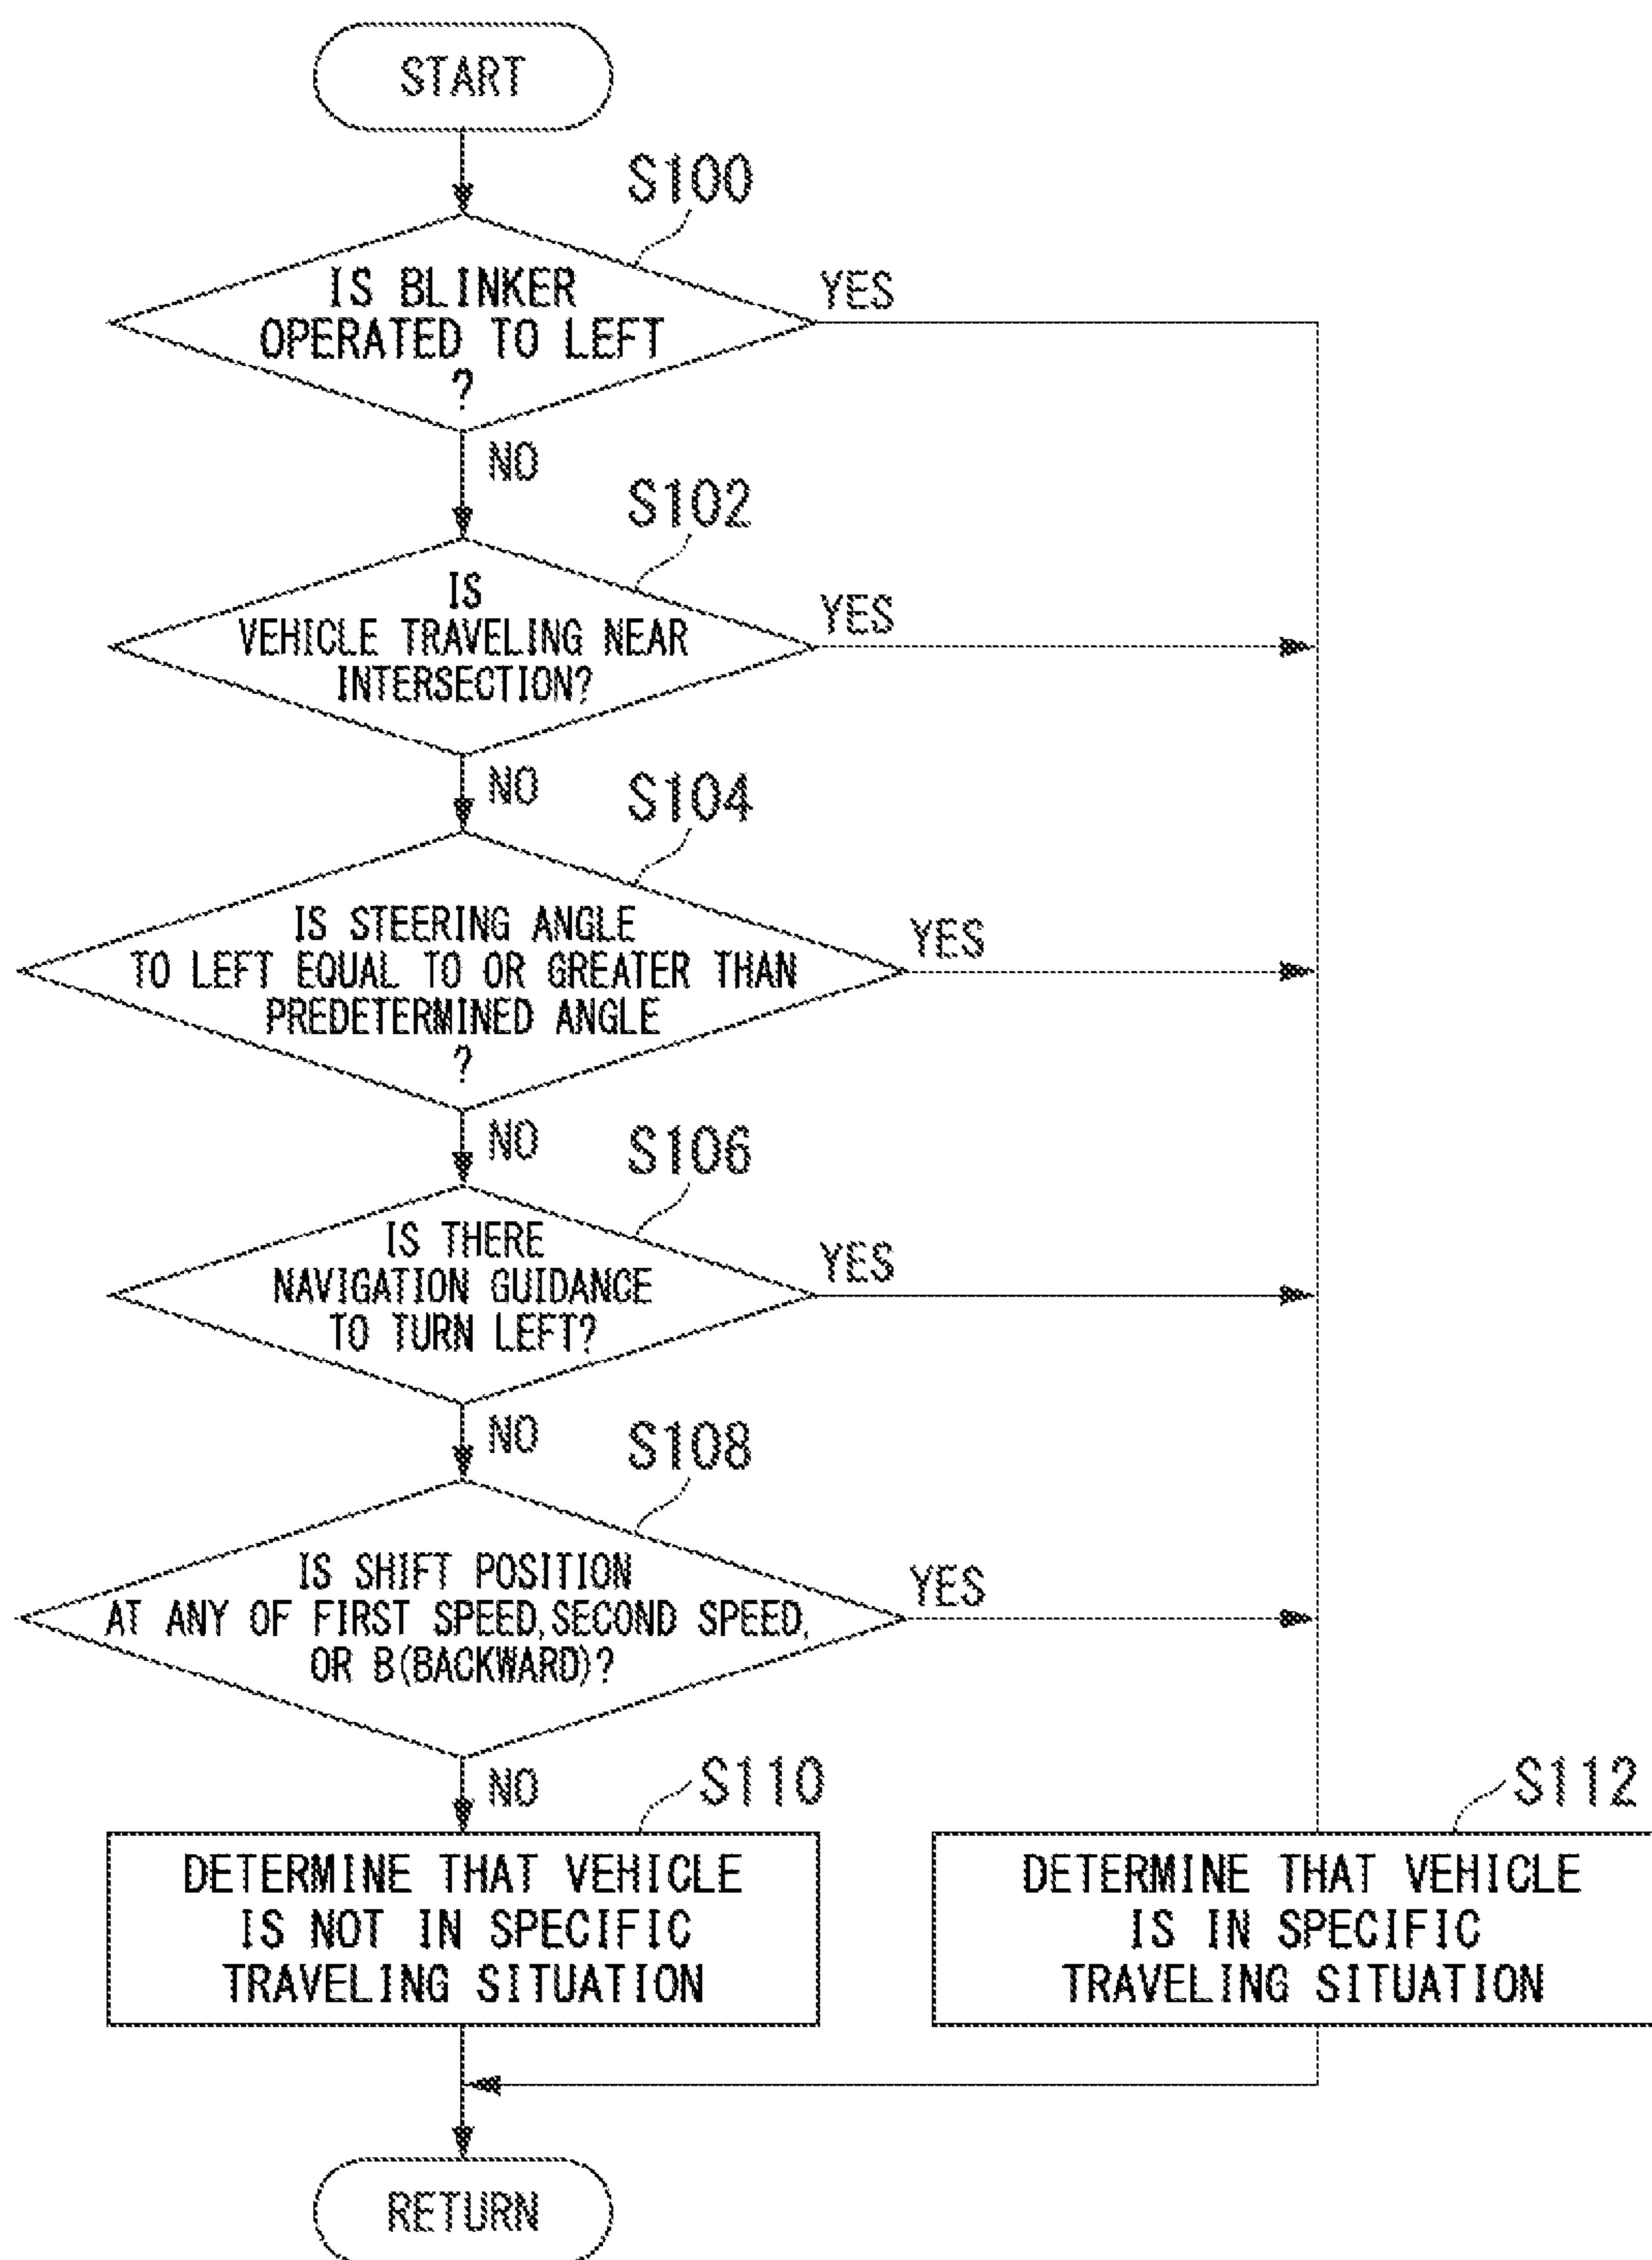 START
S100
IS BLINKER
OPERATED TO LEFT
?
YES
NO
S102
IS
VEHICLE TRAVELING NEAR
INTERSECTION?
YES
NO
S104
IS STEERING ANGLE
TO LEFT EQUAL TO OR GREATER THAN
PREDETERMINED ANGLE
?
YES
NO
S106
IS THERE
NAVIGATION GUIDANCE
TO TURN LEFT?
YES
NO
S108
IS SHIFT POSITION
AT ANY OF FIRST SPEED,SECOND SPEED,
OR B(BACKWARD)?
YES
NO
S110
DETERMINE THAT VEHICLE
IS NOT IN SPECIFIC
TRAVELING SITUATION
S112
DETERMINE THAT VEHICLE
IS IN SPECIFIC
TRAVELING SITUATION
RETURN